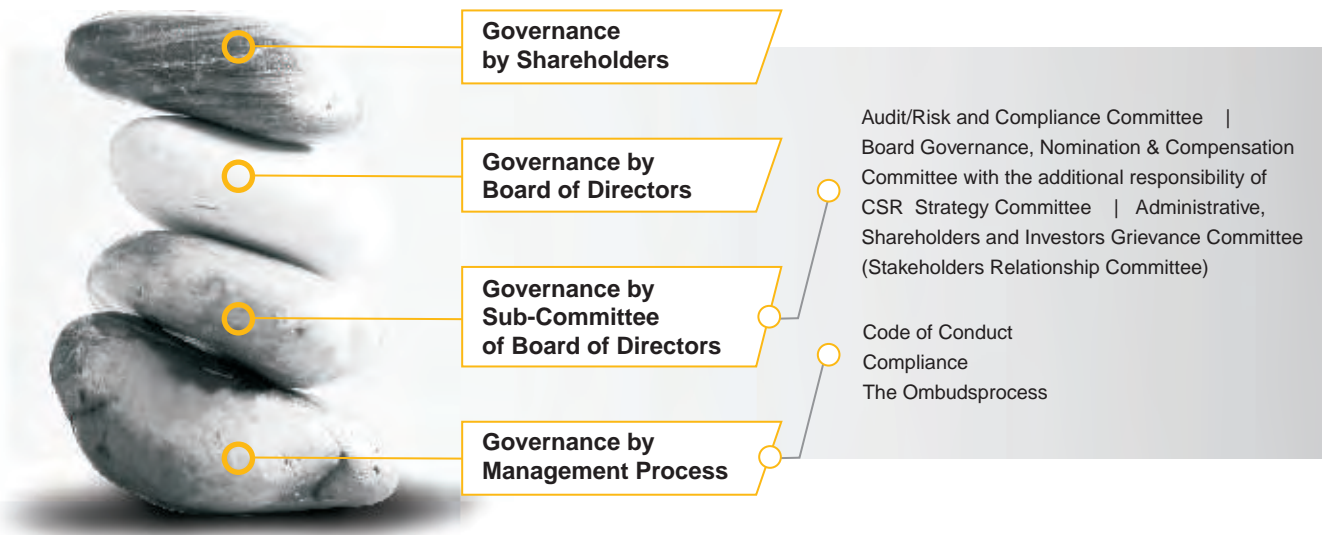 Governance
by Shareholders
Governance by
Board of Directors
Governance by
Sub-Committee
of Board of Directors
Governance by
Management Process
Audit/Risk and Compliance Committee |
Board Governance, Nomination & Compensation
Committee with the additional responsibility of
CSR Strategy Committee | Administrative,
Shareholders and Investors Grievance Committee
(Stakeholders Relationship Committee)
Code of Conduct
Compliance
The Ombudsprocess